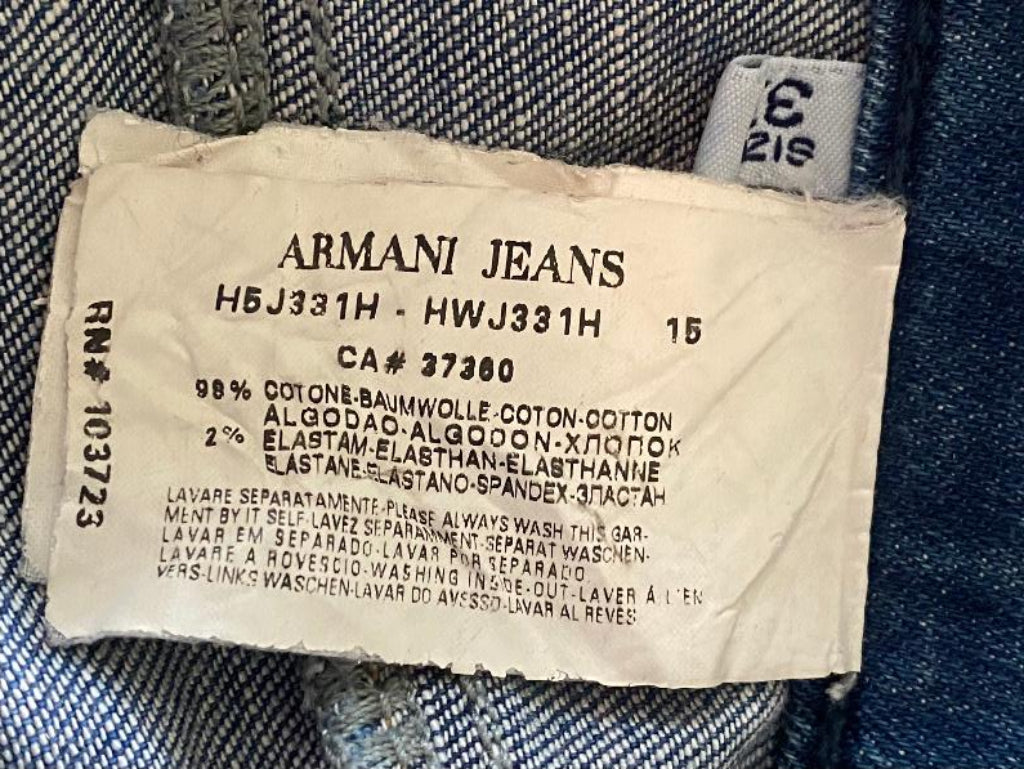 ARMANI JEANS
H5J331H - HWJ331H 15
CA# 37360
98% COTONE-BAUMWOLLE-COTON-COTTON
ALGODAO-ALGODON-ХЛОПОК
2% ELASTAM-ELASTHAN-ELASTHANNE
ELASTANE-ELASTANO-SPANDEX-ЭЛАСТАН
LAVARE SEPARATAMENTE-PLEASE ALWAYS WASH THIS GAR-
MENT BY IT SELF-LAVEZ SEPARAMMENT-SEPARAT WASCHEN-
LAVAR EM SEPARADO-LAVAR POR SEPARADO
LAVARE A ROVESCIO-WASHING INSIDE-OUT-LAVER Á L'EN
VERS-LINKS WASCHEN-LAVAR DO AVESSO-LAVAR AL REVES
RN# 103723